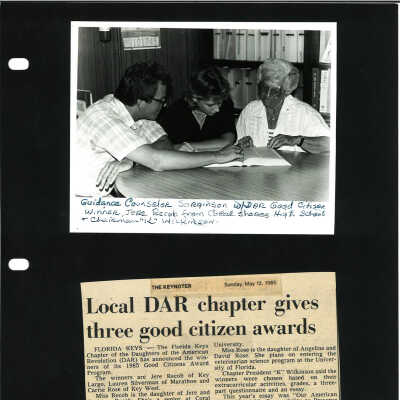 Guidance Counselor Sorginson w/DAR Good Citizen
Winner, Jere Recob from Coral Shores High School
Chairman "K" Wilkinson
THE KEYNOTER
Sunday, May 12, 1985
Local DAR chapter gives
three good citizen awards
FLORIDA KEYS — The Florida Keys
Chapter of the Daughters of the American
Revolution (DAR) has announced the win-
ners of its 1985 Good Citizens Award
Program.
The winners are Jere Recob of Key
Largo, Lauren Silverman of Marathon and
Carrie Rose of Key West.
Miss Recob is the daughter of Jere and
University.
Miss Rose is the daughter of Angelina and
David Rose. She plans on entering the
veterinarian science program at the Univer-
sity of Florida.
Chapter President "K" Wilkinson said the
winners were chosen based on their
extracurricular activities, grades, a three-
part questionnaire and an essay.
This year's essay was "Our American